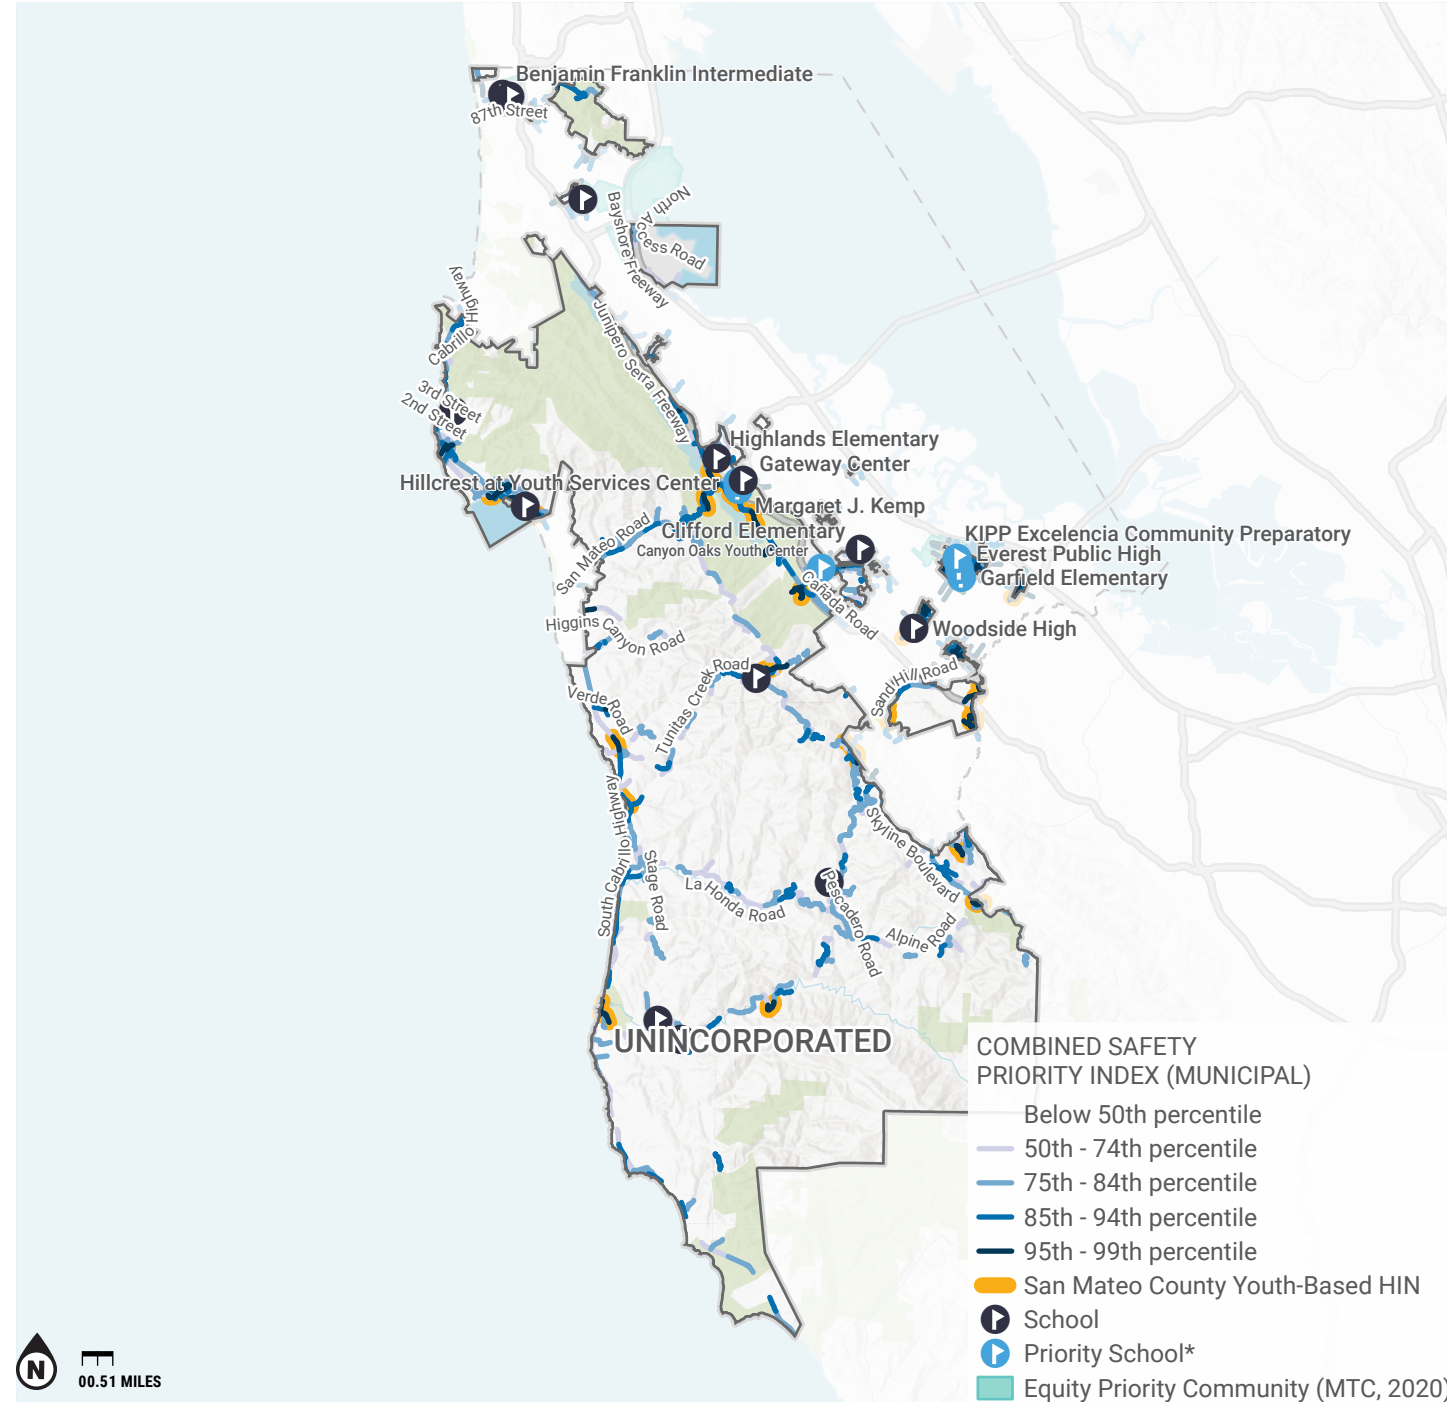 Benjamin Franklin Intermediate
87th Street
North Access Road
Bayshore Freeway
Cabrillo Highway
Junipero Serra Freeway
3rd Street
2nd Street
Highlands Elementary
Gateway Center
Hillcrest at Youth Services Center
Margaret J. Kemp
Clifford Elementary
Canyon Oaks Youth Center
San Mateo Road
KIPP Excelencia Community Preparatory
Everest Public High
Garfield Elementary
Cañada Road
Higgins Canyon Road
Woodside High
Sand Hill Road
Verde Road
Tunitas Creek Road
South Cabrillo Highway
Stage Road
Skyline Boulevard
La Honda Road
Pescadero Road
Alpine Road
UNINCORPORATED
COMBINED SAFETY
PRIORITY INDEX (MUNICIPAL)
Below 50th percentile
50th - 74th percentile
75th - 84th percentile
85th - 94th percentile
95th - 99th percentile
San Mateo County Youth-Based HIN
School
Priority School*
Equity Priority Community (MTC, 2020)
N
00.51 MILES